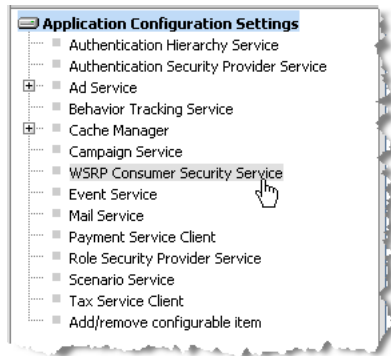 Application Configuration Settings
Authentication Hierarchy Service
Authentication Security Provider Service
Ad Service
Behavior Tracking Service
Cache Manager
Campaign Service
WSRP Consumer Security Service
Event Service
Mail Service
Payment Service Client
Role Security Provider Service
Scenario Service
Tax Service Client
Add/remove configurable item